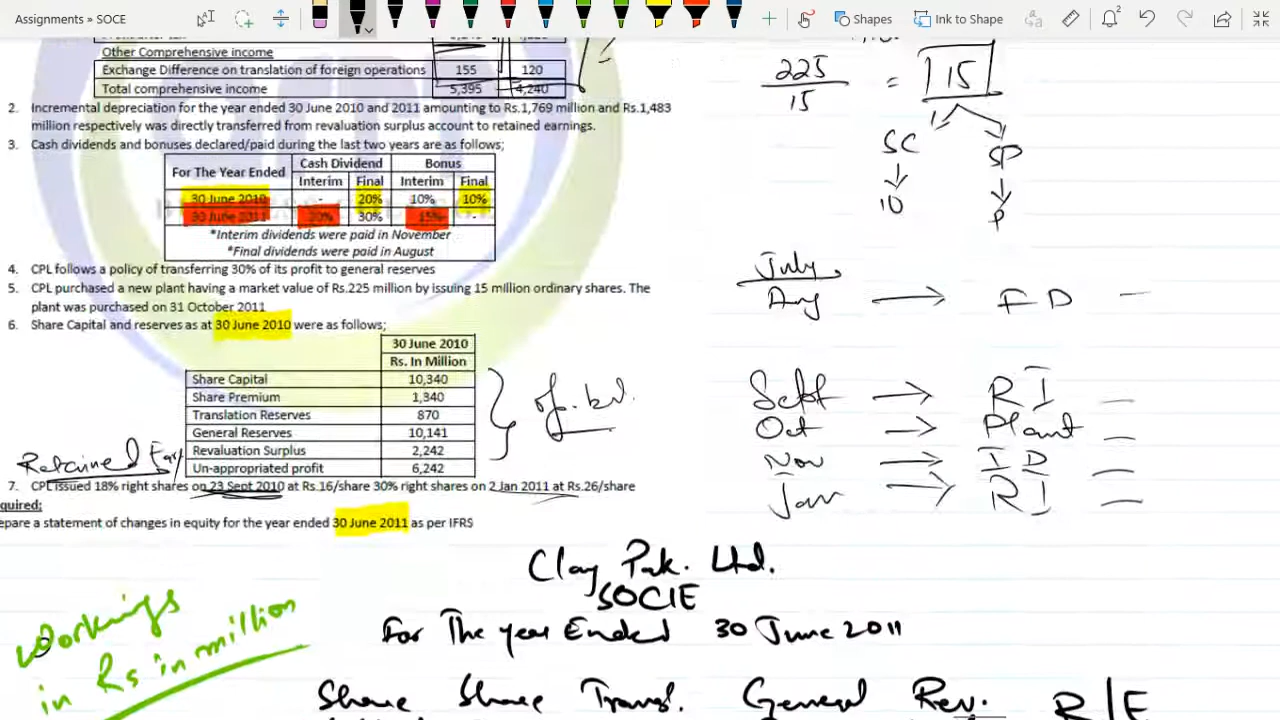 Assignments » SOCE
Shapes
Ink to Shape
Other Comprehensive income
Exchange Difference on translation of foreign operations 155 120
Total comprehensive income 5,395 4,240
2. Incremental depreciation for the year ended 30 June 2010 and 2011 amounting to Rs.1,769 million and Rs.1,483
million respectively was directly transferred from revaluation surplus account to retained earnings.
3. Cash dividends and bonuses declared/paid during the last two years are as follows;
For The Year Ended Cash Dividend Bonus
Interim Final Interim Final
30 June 2010 - 20% 10% 10%
30 June 2011 20% 30% 15% -
*Interim dividends were paid in November
*Final dividends were paid in August
4. CPL follows a policy of transferring 30% of its profit to general reserves
5. CPL purchased a new plant having a market value of Rs.225 million by issuing 15 million ordinary shares. The
plant was purchased on 31 October 2011
6. Share Capital and reserves as at 30 June 2010 were as follows;
30 June 2010
Rs. In Million
Share Capital 10,340
Share Premium 1,340
Translation Reserves 870
General Reserves 10,141
Revaluation Surplus 2,242
Un-appropriated profit 6,242
Retained
7. CPL issued 18% right shares on 23 Sept 2010 at Rs.16/share 30% right shares on 2 Jan 2011 at Rs.26/share
quired:
epare a statement of changes in equity for the year ended 30 June 2011 as per IFRS
225
15
= 15
SC SP
10 P
July
Aug → FD —
Sept → RI —
Oct → Plant —
Nov → ID —
Jan → RI —
Clay Pak. Ltd.
SOCIE
For The year Ended 30 June 2011
Workings
in Rs in million
Share Share Transl. General Rev. R/E